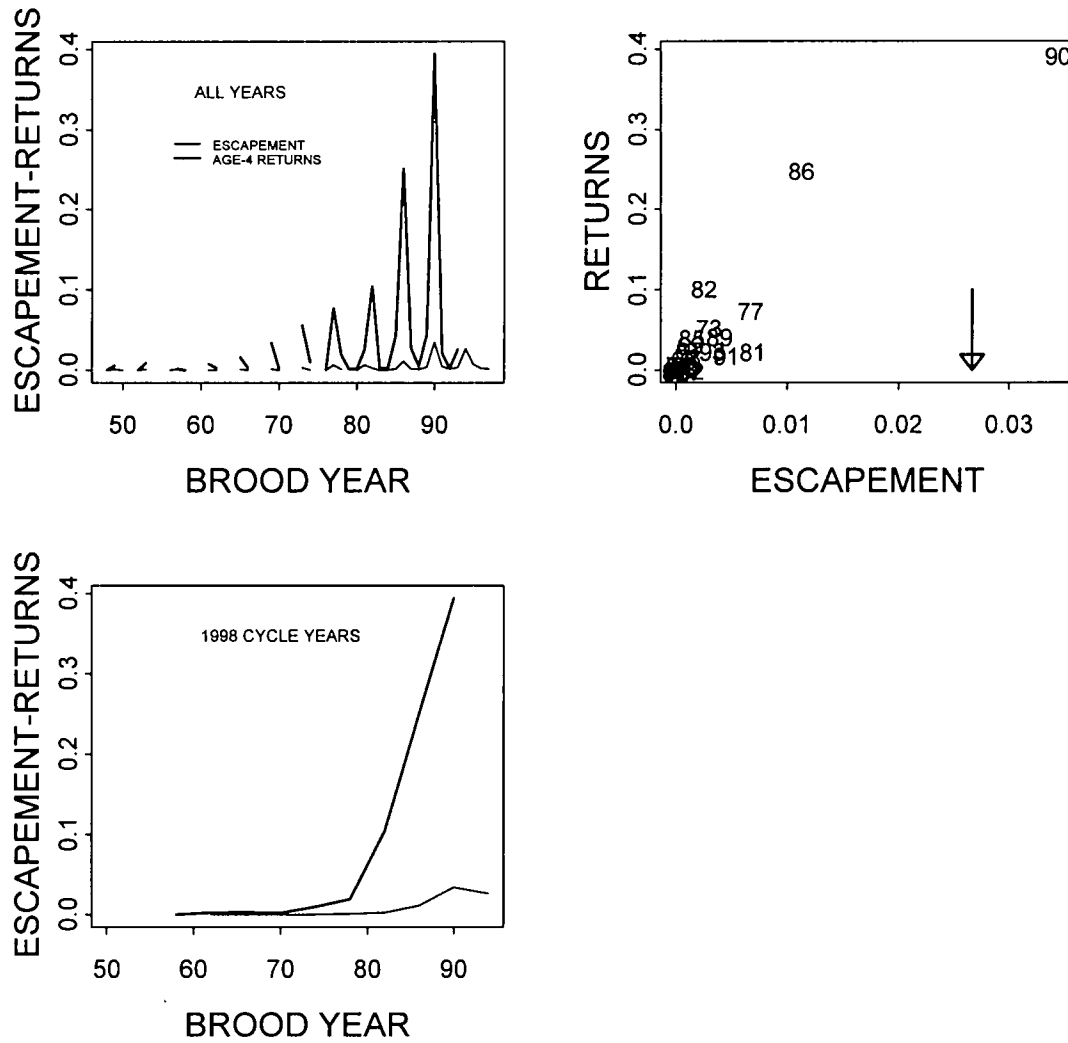 ESCAPEMENT-RETURNS
0.0 0.1 0.2 0.3 0.4
ALL YEARS
ESCAPEMENT
AGE-4 RETURNS
50 60 70 80 90
BROOD YEAR
RETURNS
0.0 0.1 0.2 0.3 0.4
90
86
82
77
73
81
0.0 0.01 0.02 0.03
ESCAPEMENT
ESCAPEMENT-RETURNS
0.0 0.1 0.2 0.3 0.4
1998 CYCLE YEARS
50 60 70 80 90
BROOD YEAR